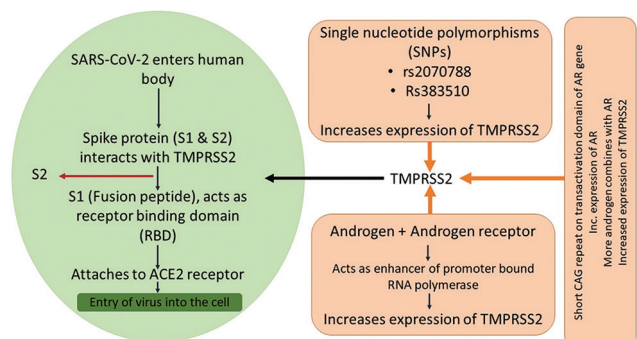 SARS-CoV-2 enters human
body
Spike protein (S1 & S2)
interacts with TMPRSS2
S2
S1 (Fusion peptide), acts as
receptor binding domain
(RBD)
Attaches to ACE2 receptor
Entry of virus into the cell
Single nucleotide polymorphisms
(SNPs)
• rs2070788
• Rs383510
Increases expression of TMPRSS2
TMPRSS2
Androgen + Androgen receptor
Acts as enhancer of promoter bound
RNA polymerase
Increases expression of TMPRSS2
Short CAG repeat on transactivation domain of AR gene
Inc. expression of AR
More androgen combines with AR
Increased expression of TMPRSS2